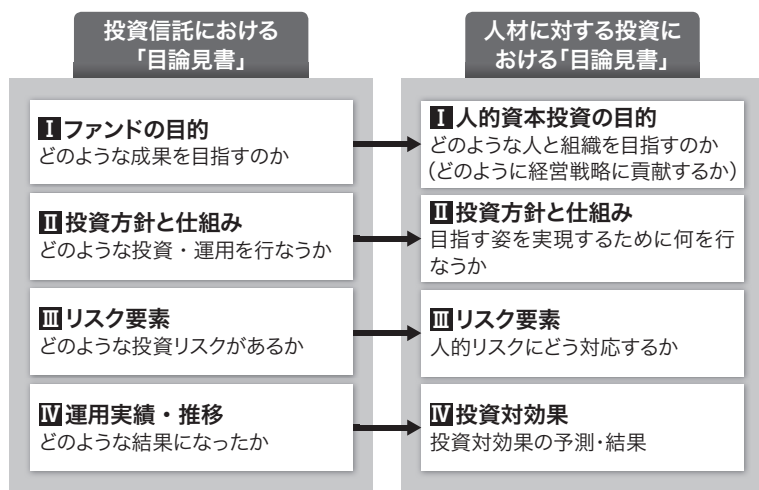 投資信託における
「目論見書」
Ⅰファンドの目的
どのような成果を目指すのか
Ⅱ投資方針と仕組み
どのような投資・運用を行なうか
Ⅲリスク要素
どのような投資リスクがあるか
Ⅳ運用実績・推移
どのような結果になったか
人材に対する投資に
おける「目論見書」
Ⅰ人的資本投資の目的
どのような人と組織を目指すのか
(どのように経営戦略に貢献するか)
Ⅱ投資方針と仕組み
目指す姿を実現するために何を行
なうか
Ⅲリスク要素
人的リスクにどう対応するか
Ⅳ投資対効果
投資対効果の予測・結果